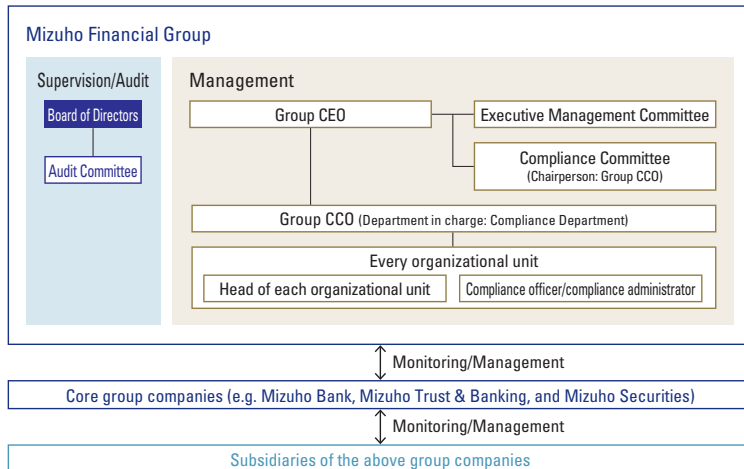 Mizuho Financial Group
Supervision/Audit
Board of Directors
Audit Committee
Management
Group CEO
Executive Management Committee
Compliance Committee
(Chairperson: Group CCO)
Group CCO (Department in charge: Compliance Department)
Every organizational unit
Head of each organizational unit
Compliance officer/compliance administrator
Monitoring/Management
Core group companies (e.g. Mizuho Bank, Mizuho Trust & Banking, and Mizuho Securities)
Monitoring/Management
Subsidiaries of the above group companies